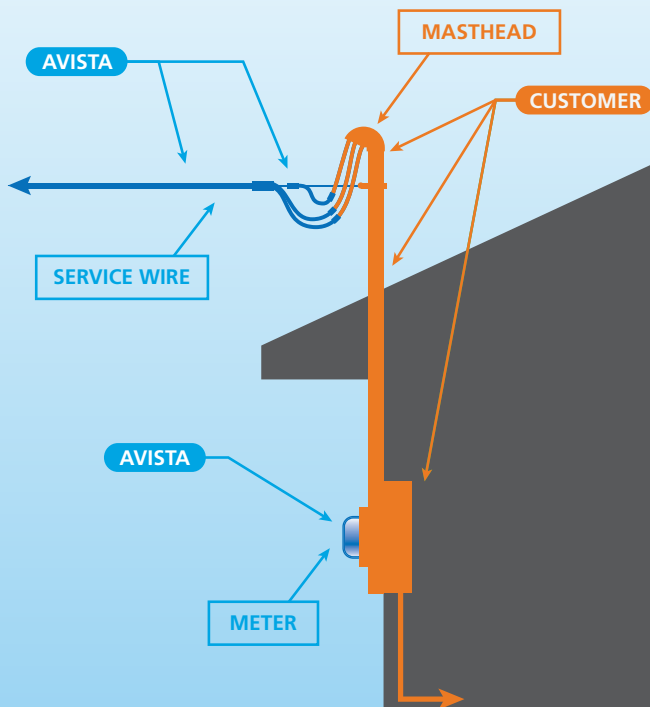 MASTHEAD
AVISTA
CUSTOMER
SERVICE WIRE
AVISTA
METER